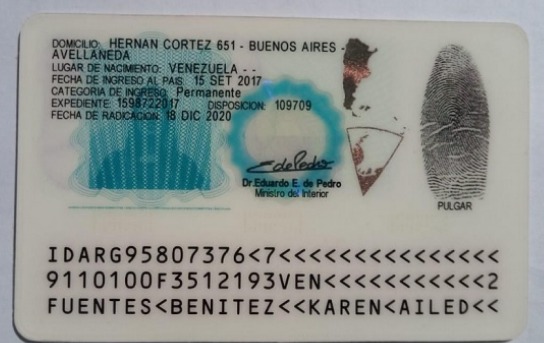 DOMICILIO: HERNAN CORTEZ 651 - BUENOS AIRES -
AVELLANEDA
LUGAR DE NACIMIENTO: VENEZUELA - -
FECHA DE INGRESO AL PAIS: 15 SET 2017
CATEGORIA DE INGRESO: Permanente
EXPEDIENTE: 1598722017 DISPOSICION: 109709
FECHA DE RADICACION: 18 DIC 2020
EdePedro
Dr. Eduardo E. de Pedro
Ministro del Interior
PULGAR
IDARG95807376<7<<<<<<<<<<<<<<<
9110100F3512193VEN<<<<<<<<<<<2
FUENTES<BENITEZ<<KAREN<AILED<<